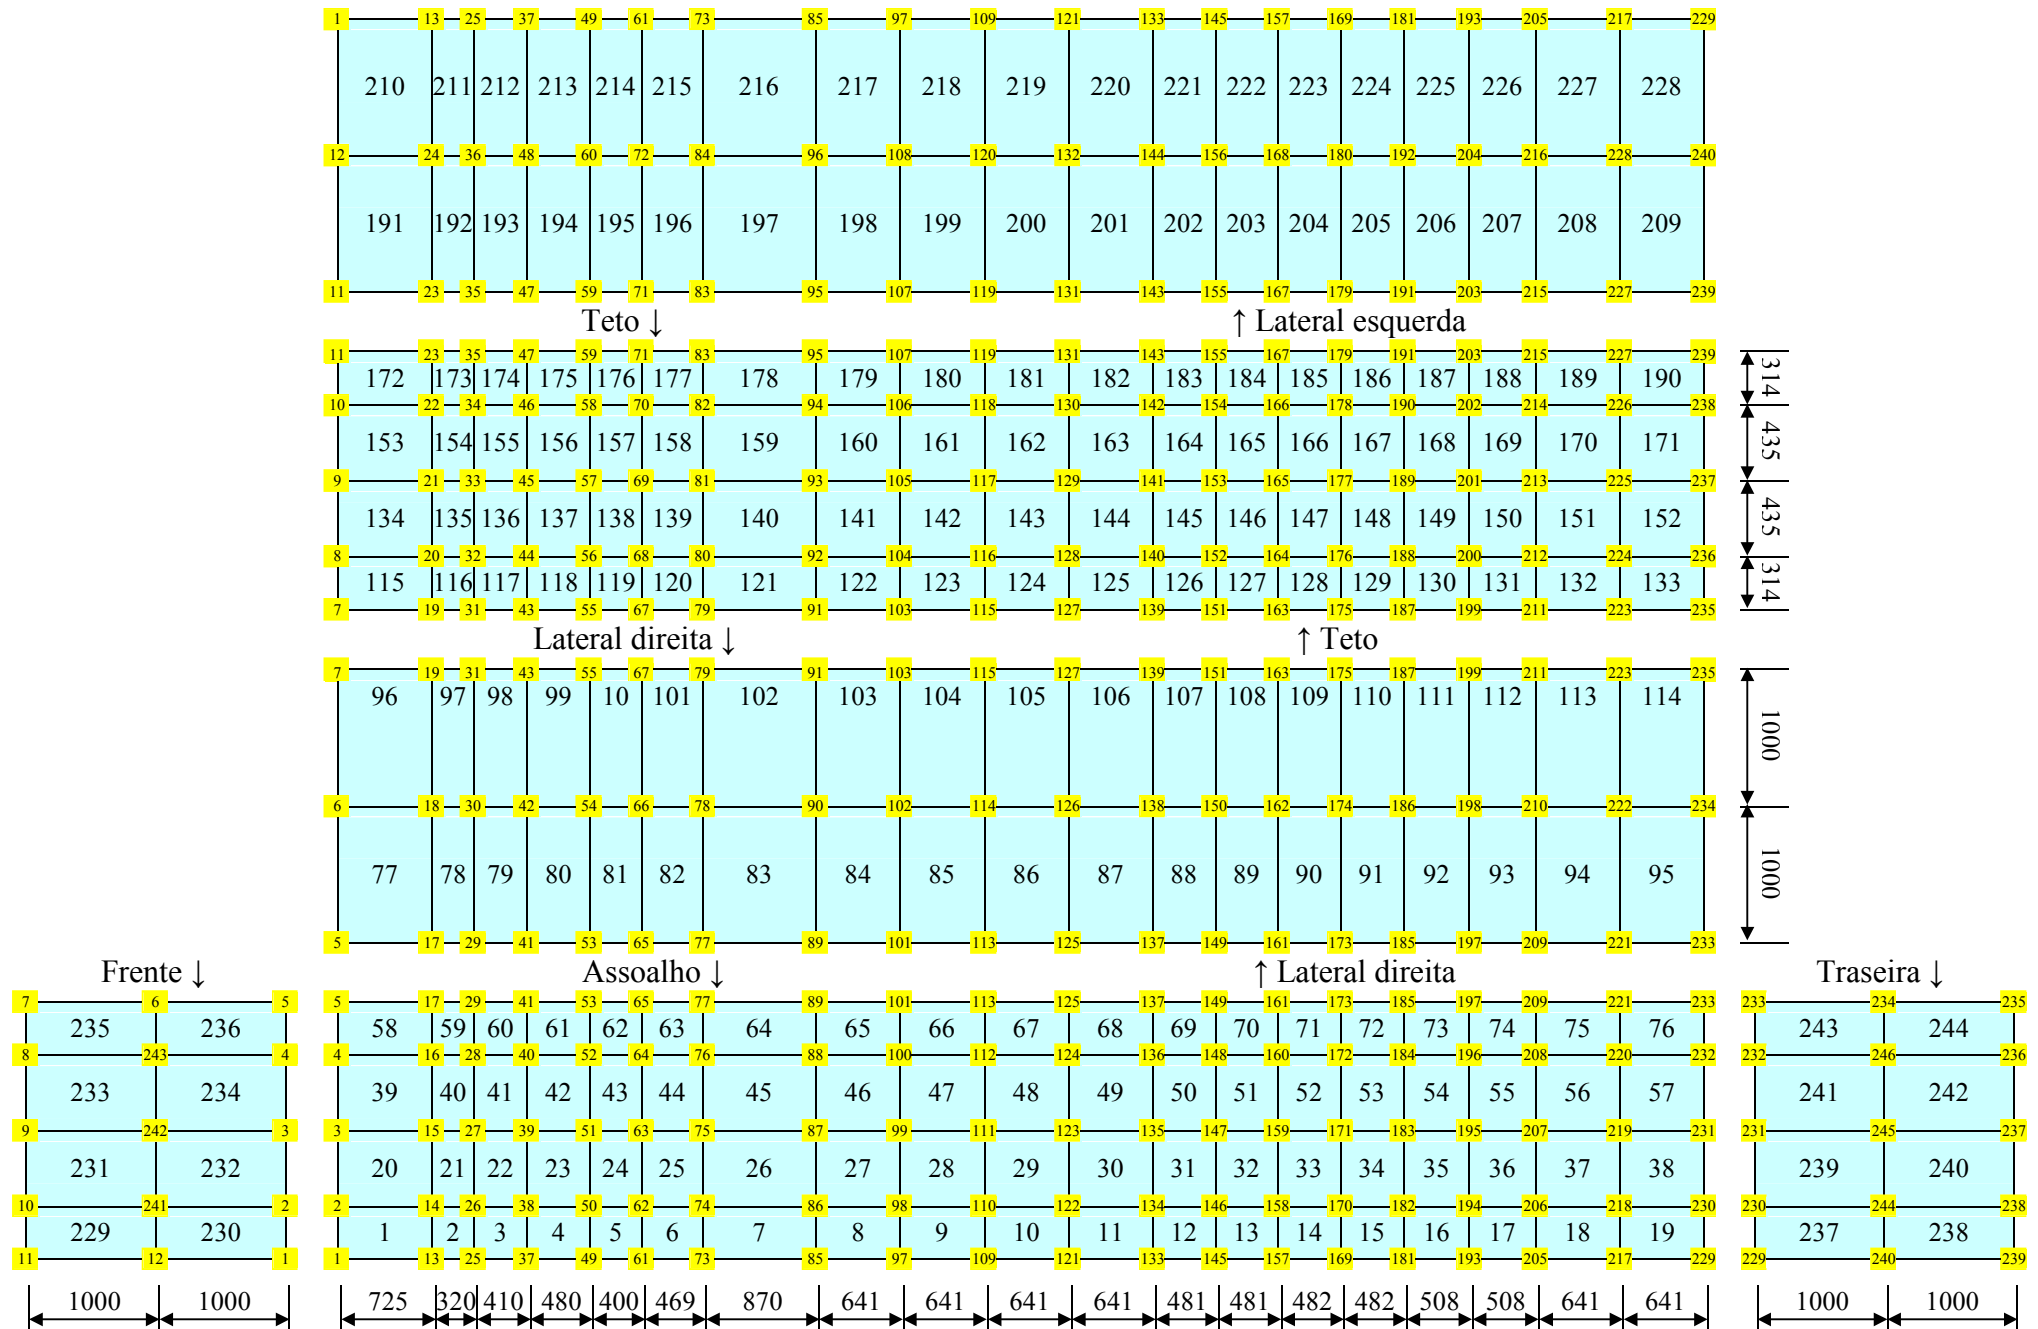 1 13 25 37 49 61 73 85 97 109 121 133 145 157 169 181 193 205 217 229
210 211 212 213 214 215 216 217 218 219 220 221 222 223 224 225 226 227 228
12 24 36 48 60 72 84 96 108 120 132 144 156 168 180 192 204 216 228 240
191 192 193 194 195 196 197 198 199 200 201 202 203 204 205 206 207 208 209
11 23 35 47 59 71 83 95 107 119 131 143 155 167 179 191 203 215 227 239
Teto ↓ ↑ Lateral esquerda
11 23 35 47 59 71 83 95 107 119 131 143 155 167 179 191 203 215 227 239
172 173 174 175 176 177 178 179 180 181 182 183 184 185 186 187 188 189 190 314
10 22 34 46 58 70 82 94 106 118 130 142 154 166 178 190 202 214 226 238
153 154 155 156 157 158 159 160 161 162 163 164 165 166 167 168 169 170 171 435
9 21 33 45 57 69 81 93 105 117 129 141 153 165 177 189 201 213 225 237
134 135 136 137 138 139 140 141 142 143 144 145 146 147 148 149 150 151 152 435
8 20 32 44 56 68 80 92 104 116 128 140 152 164 176 188 200 212 224 236
115 116 117 118 119 120 121 122 123 124 125 126 127 128 129 130 131 132 133 314
7 19 31 43 55 67 79 91 103 115 127 139 151 163 175 187 199 211 223 235
Lateral direita ↓ ↑ Teto
7 19 31 43 55 67 79 91 103 115 127 139 151 163 175 187 199 211 223 235
96 97 98 99 10 101 102 103 104 105 106 107 108 109 110 111 112 113 114 1000
6 18 30 42 54 66 78 90 102 114 126 138 150 162 174 186 198 210 222 234
77 78 79 80 81 82 83 84 85 86 87 88 89 90 91 92 93 94 95 1000
5 17 29 41 53 65 77 89 101 113 125 137 149 161 173 185 197 209 221 233
Frente ↓ Assoalho ↓ ↑ Lateral direita Traseira ↓
7 6 5 5 17 29 41 53 65 77 89 101 113 125 137 149 161 173 185 197 209 221 233 233 234 235
235 236 58 59 60 61 62 63 64 65 66 67 68 69 70 71 72 73 74 75 76 243 244
8 243 4 4 16 28 40 52 64 76 88 100 112 124 136 148 160 172 184 196 208 220 232 232 246 236
233 234 39 40 41 42 43 44 45 46 47 48 49 50 51 52 53 54 55 56 57 241 242
9 242 3 3 15 27 39 51 63 75 87 99 111 123 135 147 159 171 183 195 207 219 231 231 245 237
231 232 20 21 22 23 24 25 26 27 28 29 30 31 32 33 34 35 36 37 38 239 240
10 241 2 2 14 26 38 50 62 74 86 98 110 122 134 146 158 170 182 194 206 218 230 230 244 238
229 230 1 2 3 4 5 6 7 8 9 10 11 12 13 14 15 16 17 18 19 237 238
11 12 1 1 13 25 37 49 61 73 85 97 109 121 133 145 157 169 181 193 205 217 229 229 240 239
1000 1000 725 320 410 480 400 469 870 641 641 641 641 481 481 482 482 508 508 641 641 1000 1000